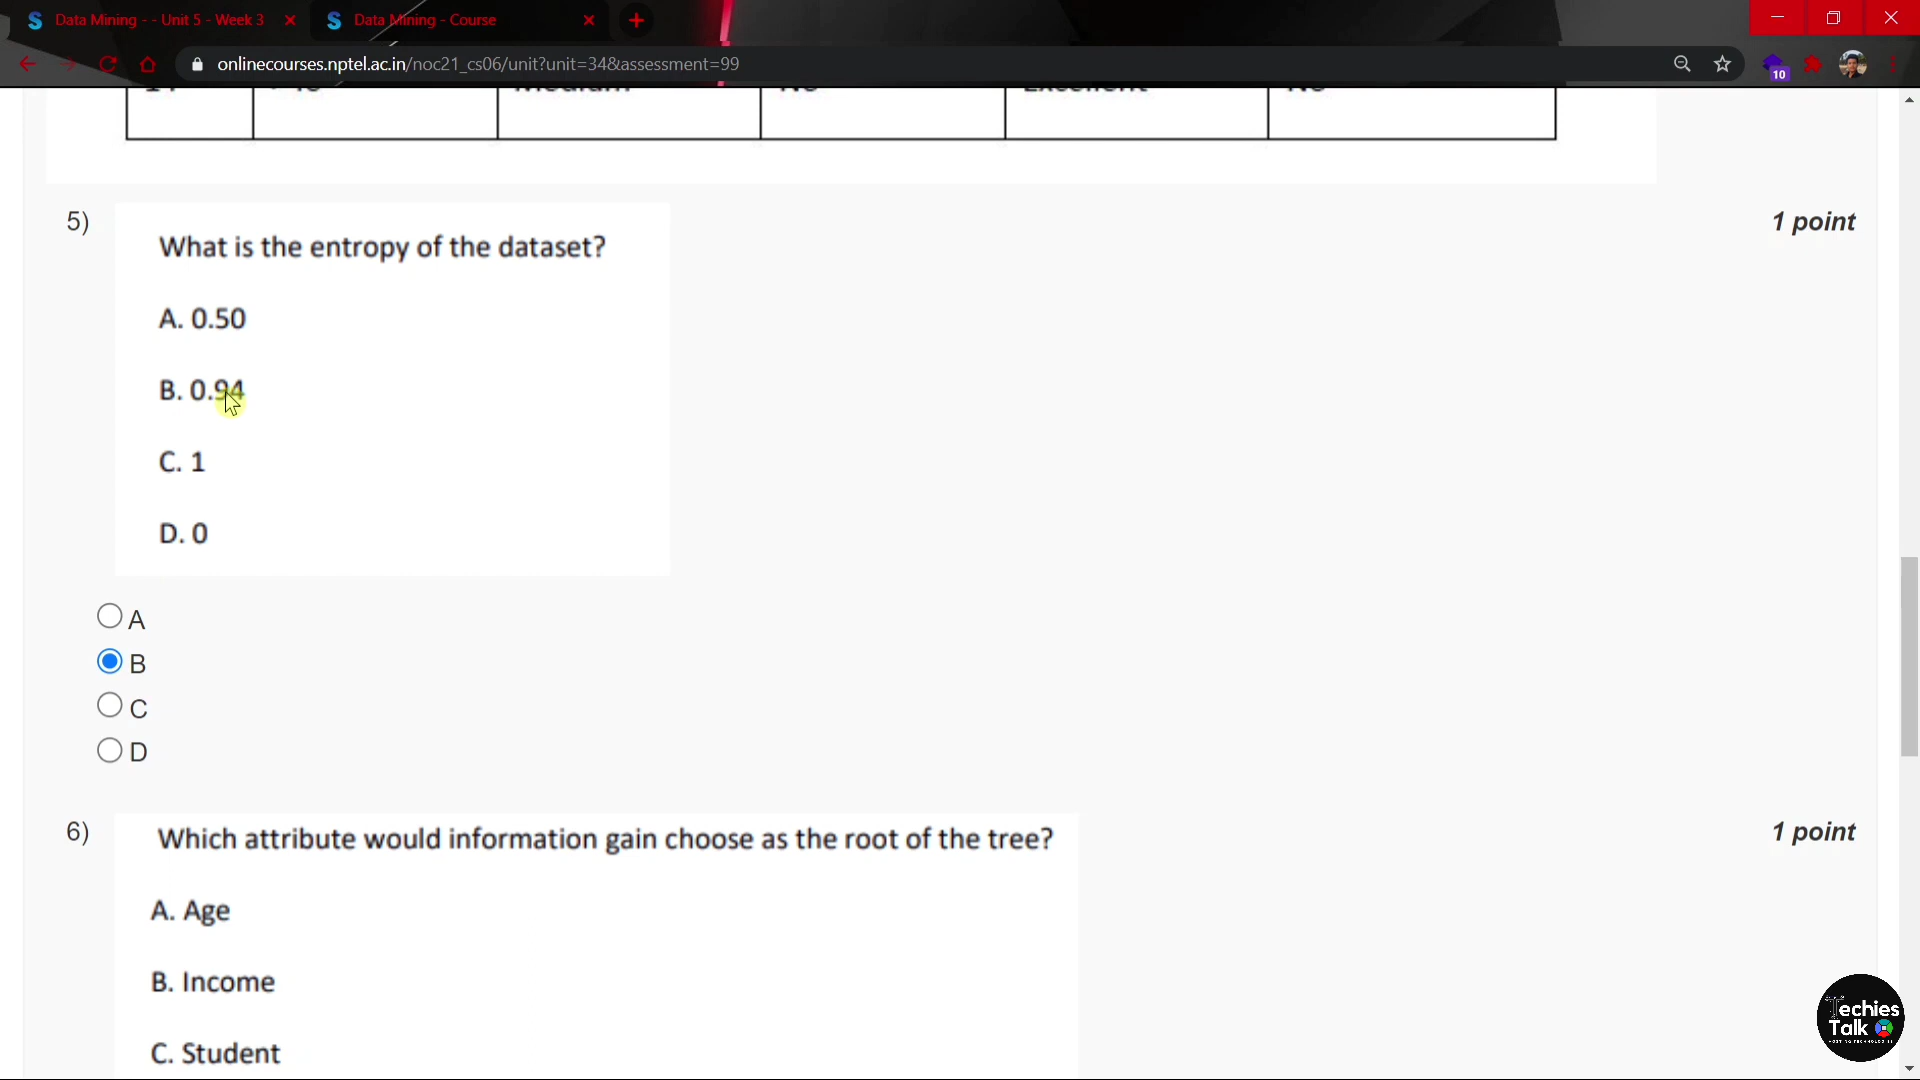 Data Mining - - Unit 5 - Week 3
Data Mining - Course
onlinecourses.nptel.ac.in/noc21_cs06/unit?unit=34&assessment=99
10
5)
1 point
What is the entropy of the dataset?
A. 0.50
B. 0.94
C. 1
D. 0
A
B
C
D
6)
1 point
Which attribute would information gain choose as the root of the tree?
A. Age
B. Income
C. Student
Techies
Talk